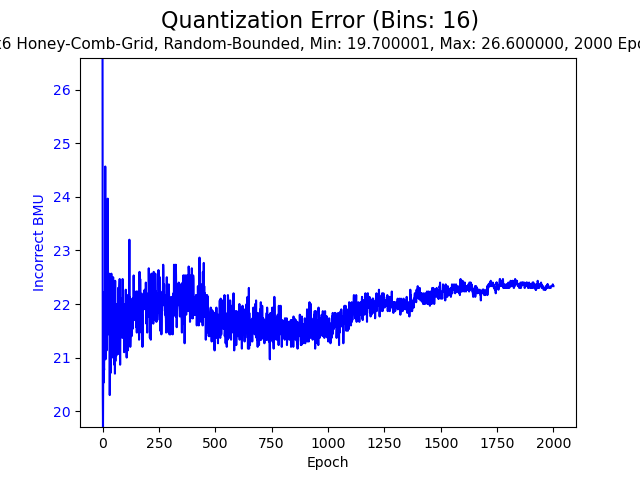 Quantization Error (Bins: 16)
x6 Honey-Comb-Grid, Random-Bounded, Min: 19.700001, Max: 26.600000, 2000 Epo
26
25
24
23
22
21
20
Incorrect BMU
0 250 500 750 1000 1250 1500 1750 2000
Epoch